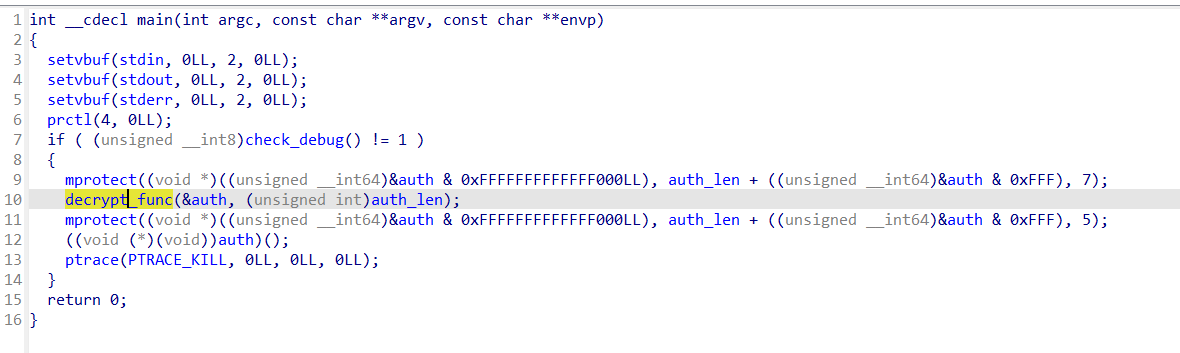 1 int __cdecl main(int argc, const char **argv, const char **envp)
2 {
3   setvbuf(stdin, 0LL, 2, 0LL);
4   setvbuf(stdout, 0LL, 2, 0LL);
5   setvbuf(stderr, 0LL, 2, 0LL);
6   prctl(4, 0LL);
7   if ( (unsigned __int8)check_debug() != 1 )
8   {
9     mprotect((void *)((unsigned __int64)&auth & 0xFFFFFFFFFFFFF000LL), auth_len + ((unsigned __int64)&auth & 0xFFF), 7);
10     decrypt_func(&auth, (unsigned int)auth_len);
11     mprotect((void *)((unsigned __int64)&auth & 0xFFFFFFFFFFFFF000LL), auth_len + ((unsigned __int64)&auth & 0xFFF), 5);
12     ((void (*)(void))auth)();
13     ptrace(PTRACE_KILL, 0LL, 0LL, 0LL);
14   }
15   return 0;
16 }